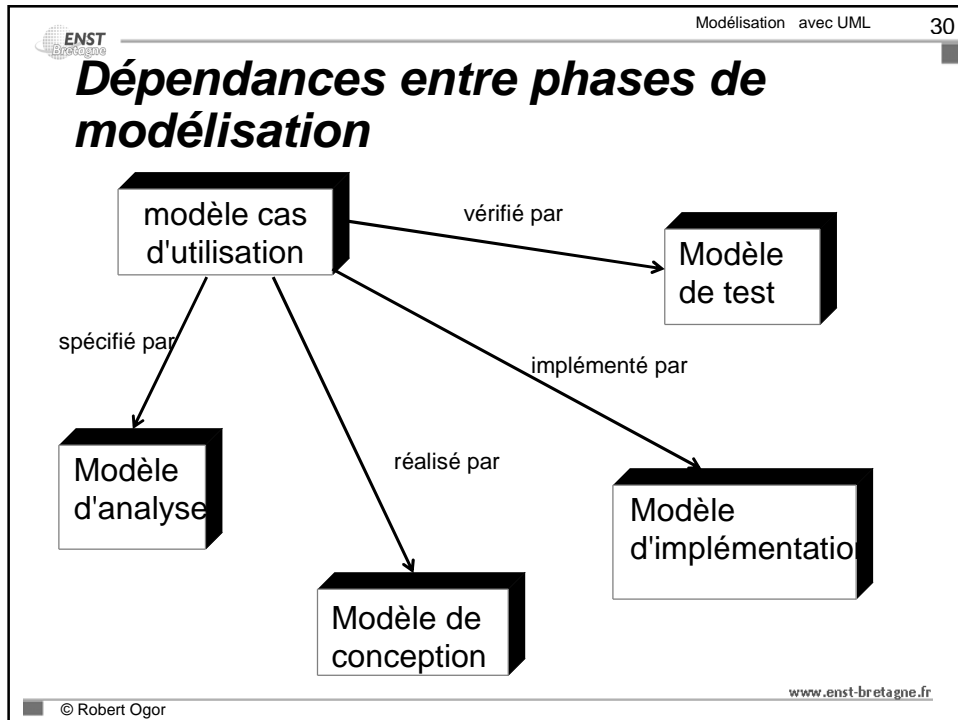 Modélisation avec UML
30
ENST
Bretagne
Dépendances entre phases de
modélisation
modèle cas
d'utilisation
vérifié par
Modèle
de test
spécifié par
implémenté par
Modèle
d'analyse
réalisé par
Modèle
d'implémentation
Modèle de
conception
www.enst-bretagne.fr
© Robert Ogor